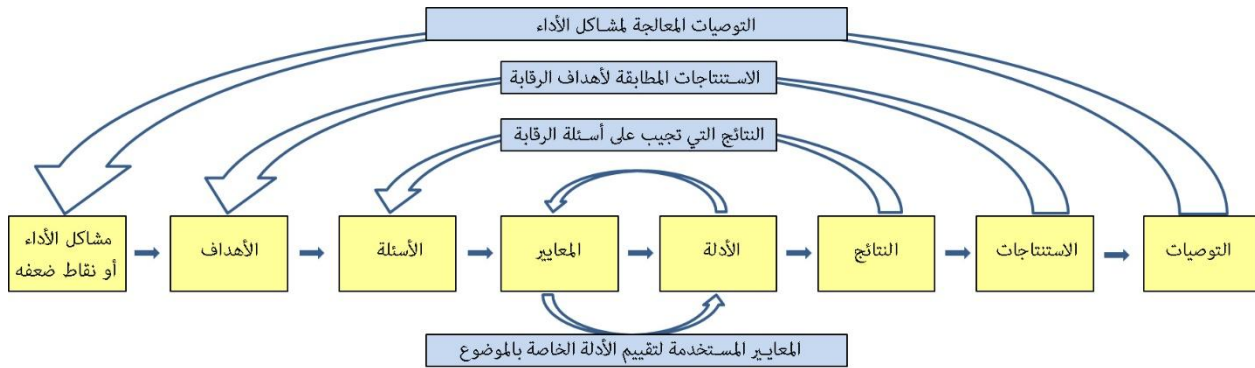 التوصيات المعالجة لمشاكل الأداء
الاستنتاجات المطابقة لأهداف الرقابة
النتائج التي تجيب على أسئلة الرقابة
مشاكل الأداء
أو نقاط ضعفه
الأهداف
الأسئلة
المعايير
الأدلة
النتائج
الاستنتاجات
التوصيات
المعايير المستخدمة لتقييم الأدلة الخاصة بالموضوع